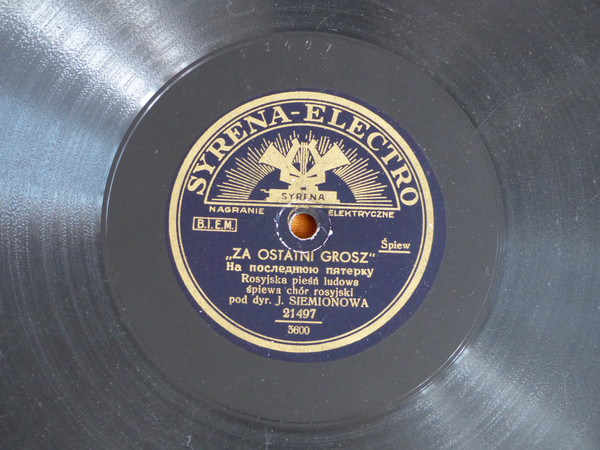 21497
SYRENA-ELECTRO
SYRENA
NAGRANIE ELEKTRYCZNE
B.I.E.M.
Śpiew
„ZA OSTATNI GROSZ"
На последнюю пятерку
Rosyjska pieśń ludowa
śpiewa chór rosyjski
pod dyr. J. SIEMIONOWA
21497
3600